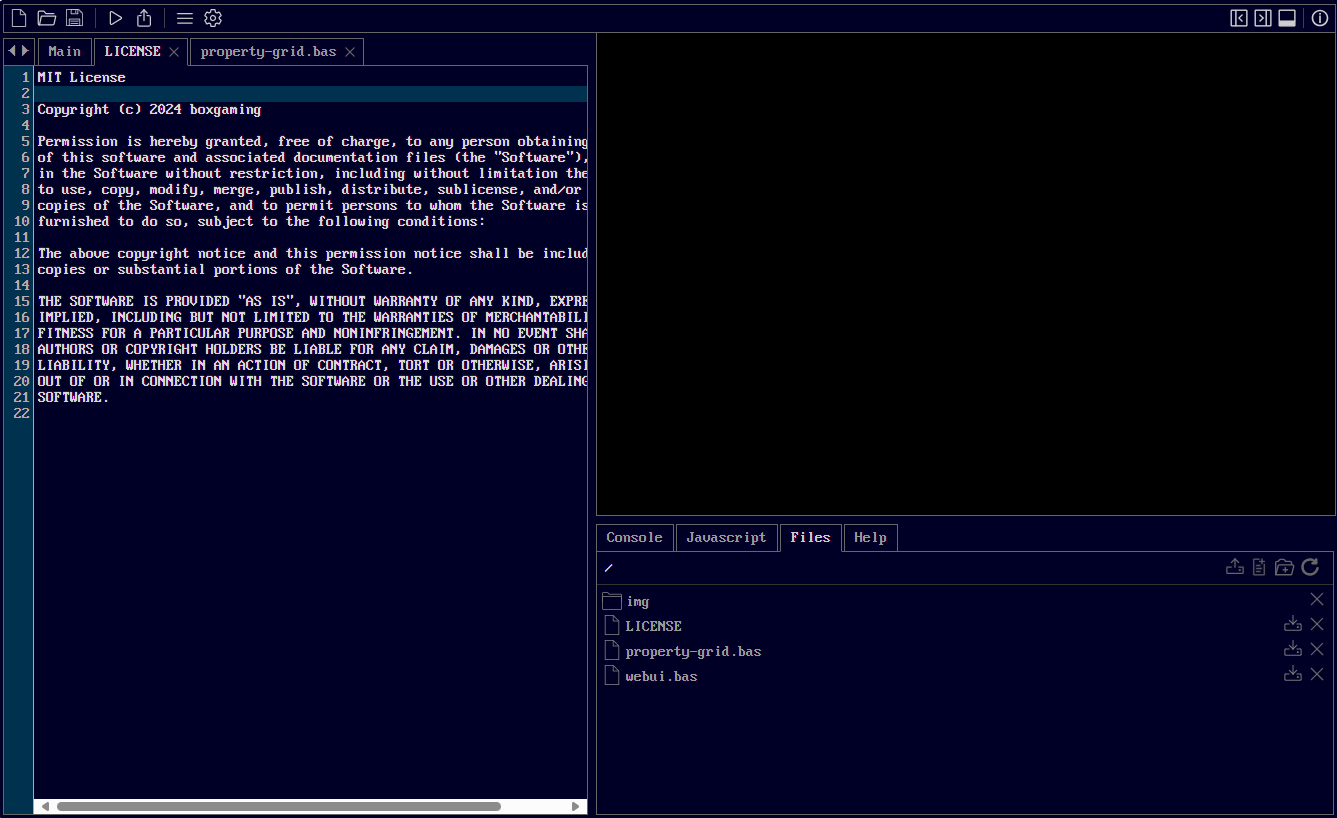 Main
LICENSE
property-grid.bas
1 MIT License
2
3 Copyright (c) 2024 boxgaming
4
5 Permission is hereby granted, free of charge, to any person obtaining
6 of this software and associated documentation files (the "Software"),
7 in the Software without restriction, including without limitation the
8 to use, copy, modify, merge, publish, distribute, sublicense, and/or
9 copies of the Software, and to permit persons to whom the Software is
10 furnished to do so, subject to the following conditions:
11
12 The above copyright notice and this permission notice shall be includ
13 copies or substantial portions of the Software.
14
15 THE SOFTWARE IS PROVIDED "AS IS", WITHOUT WARRANTY OF ANY KIND, EXPRE
16 IMPLIED, INCLUDING BUT NOT LIMITED TO THE WARRANTIES OF MERCHANTABILI
17 FITNESS FOR A PARTICULAR PURPOSE AND NONINFRINGEMENT. IN NO EVENT SHA
18 AUTHORS OR COPYRIGHT HOLDERS BE LIABLE FOR ANY CLAIM, DAMAGES OR OTHE
19 LIABILITY, WHETHER IN AN ACTION OF CONTRACT, TORT OR OTHERWISE, ARISI
20 OUT OF OR IN CONNECTION WITH THE SOFTWARE OR THE USE OR OTHER DEALING
21 SOFTWARE.
22
Console
Javascript
Files
Help
/
img
LICENSE
property-grid.bas
webui.bas